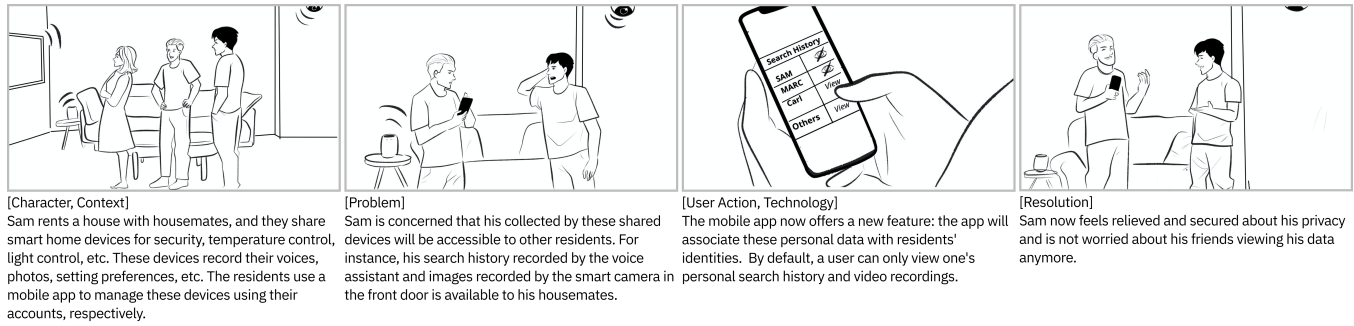 [Character, Context]
Sam rents a house with housemates, and they share
smart home devices for security, temperature control,
light control, etc. These devices record their voices,
photos, setting preferences, etc. The residents use a
mobile app to manage these devices using their
accounts, respectively.
[Problem]
Sam is concerned that his collected by these shared
devices will be accessible to other residents. For
instance, his search history recorded by the voice
assistant and images recorded by the smart camera in
the front door is available to his housemates.
Search History
SAM
MARC
Carl View
Others View
[User Action, Technology]
The mobile app now offers a new feature: the app will
associate these personal data with residents'
identities. By default, a user can only view one's
personal search history and video recordings.
[Resolution]
Sam now feels relieved and secured about his privacy
and is not worried about his friends viewing his data
anymore.